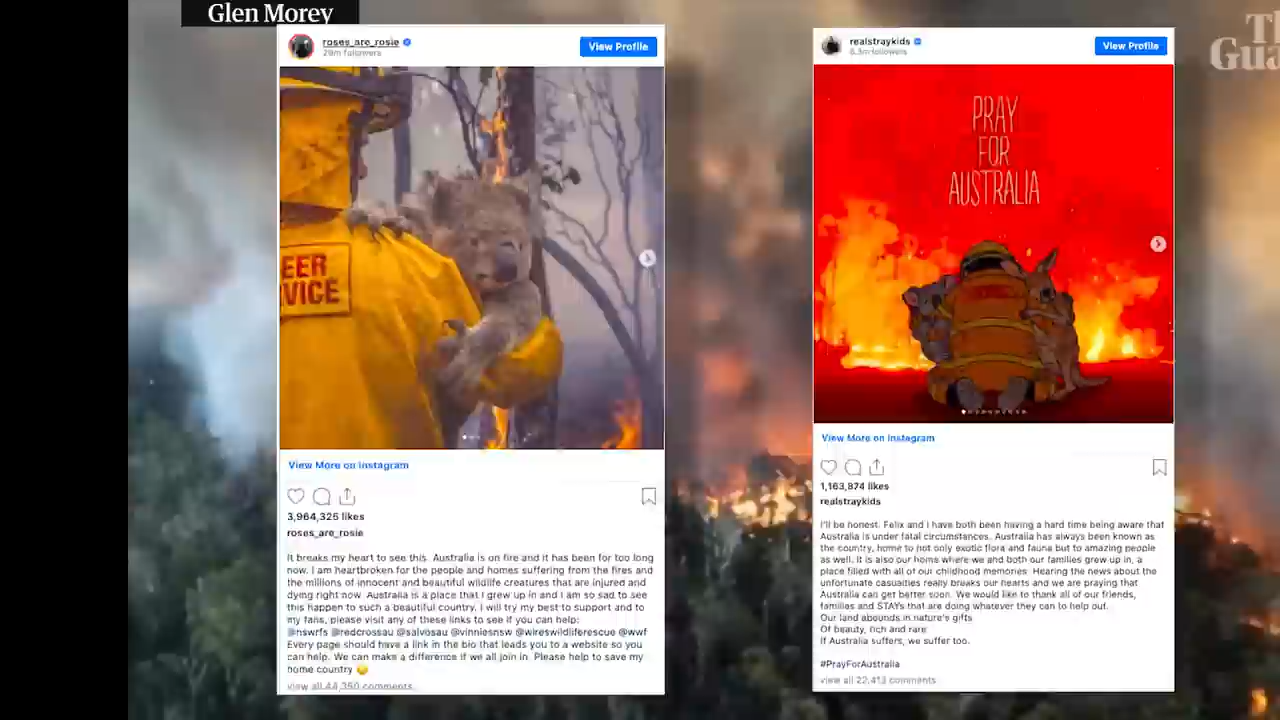 Glen Morey
roses_are_rosie
29m followers
View Profile
EER
VICE
View More on Instagram
3,964,325 likes
roses_are_rosie
It breaks my heart to see this. Australia is on fire and it has been for too long
now. I am heartbroken for the people and homes suffering from the fires and
the millions of innocent and beautiful wildlife creatures that are injured and
dying right now. Australia is a place that I grew up in and I am so sad to see
this happen to such a beautiful country. I will try my best to support and to
my fans, please visit any of these links to see if you can help:
@nswrfs @redcrossau @salvosau @vinniesnsw @wireswildliferescue @wwf
Every page should have a link in the bio that leads you to a website so you
can help. We can make a difference if we all join in. Please help to save my
home country 😔
view all 44,350 comments
realstraykids
6.3m followers
View Profile
PRAY
FOR
AUSTRALIA
View More on Instagram
1,163,874 likes
realstraykids
I'll be honest. Felix and I have both been having a hard time being aware that
Australia is under fatal circumstances. Australia has always been known as
the country, home to not only exotic flora and fauna but to amazing people
as well. It is also our home where we and both our families grew up in, a
place filled with all of our childhood memories. Hearing the news about the
unfortunate casualties really breaks our hearts and we are praying that
Australia can get better soon. We would like to thank all of our friends,
families and STAYs that are doing whatever they can to help out.
Our land abounds in nature's gifts
Of beauty, rich and rare
If Australia suffers, we suffer too.
#PrayForAustralia
view all 22,413 comments
Th
Gua